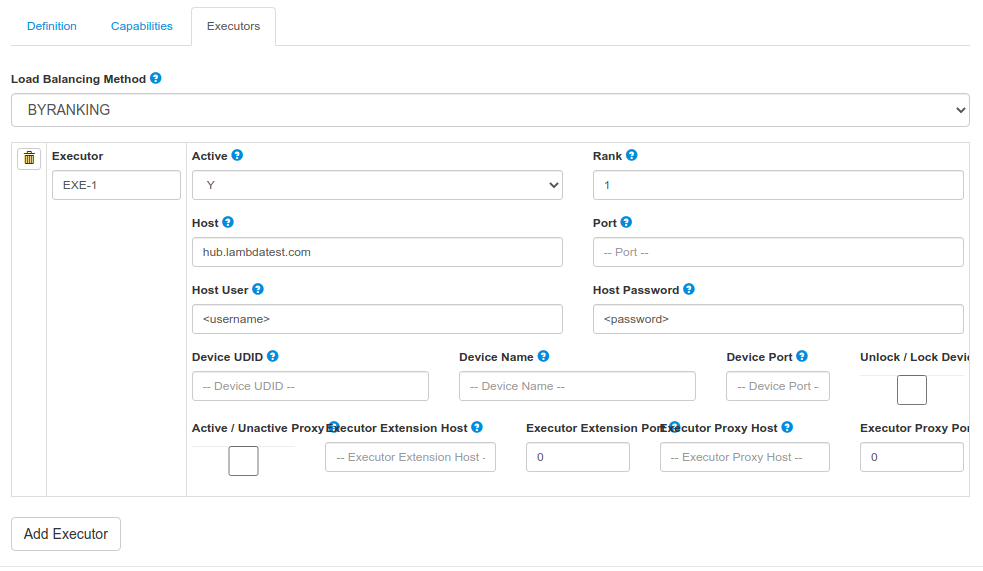 Definition Capabilities Executors
Load Balancing Method ?
BYRANKING
Executor Active ? Rank ?
EXE-1 Y 1
Host ? Port ?
hub.lambdatest.com -- Port --
Host User ? Host Password ?
<username> <password>
Device UDID ? Device Name ? Device Port ? Unlock / Lock Devic
-- Device UDID -- -- Device Name -- -- Device Port -
Active / Unactive Proxy ? Executor Extension Host ? Executor Extension Port Executor Proxy Host ? Executor Proxy Por
-- Executor Extension Host - 0 -- Executor Proxy Host -- 0
Add Executor